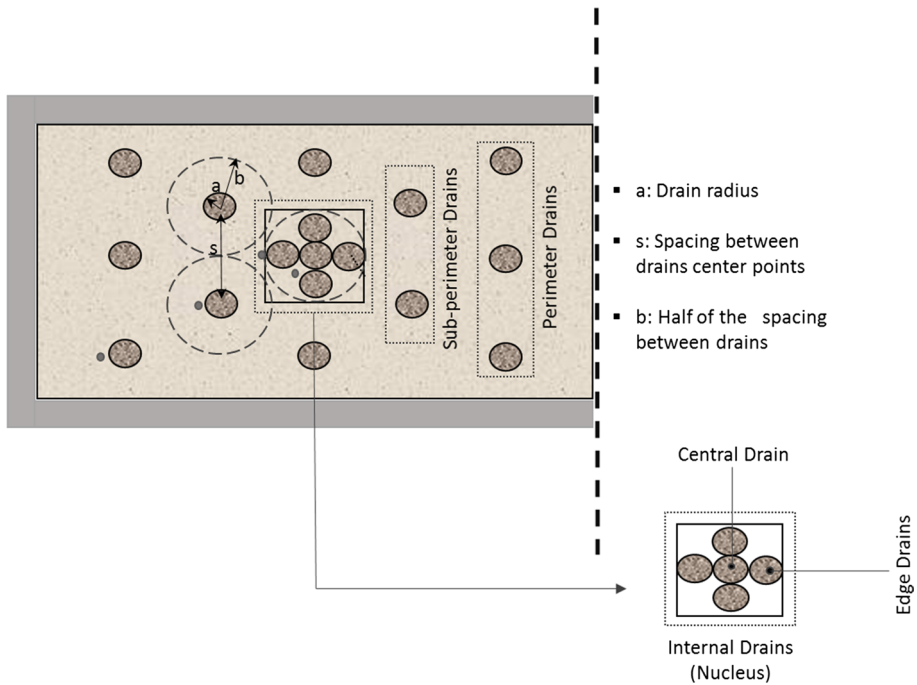 a
b
s
Sub-perimeter Drains
Perimeter Drains
▪ a: Drain radius
▪ s: Spacing between
drains center points
▪ b: Half of the spacing
between drains
Central Drain
Edge Drains
Internal Drains
(Nucleus)